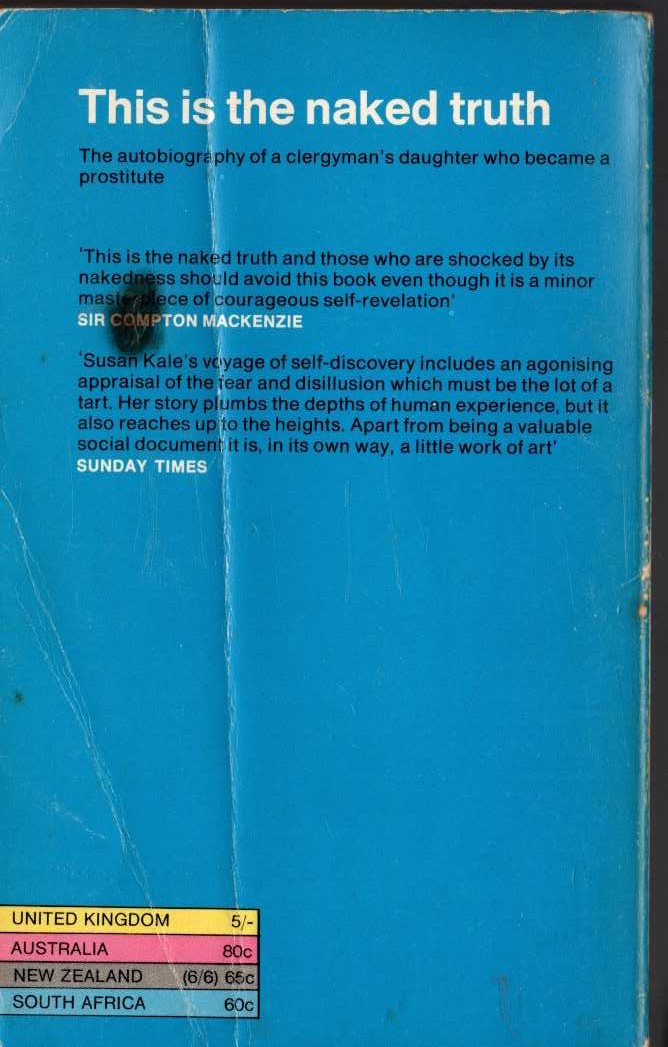 This is the naked truth
The autobiography of a clergyman's daughter who became a
prostitute
'This is the naked truth and those who are shocked by its
nakedness should avoid this book even though it is a minor
masterpiece of courageous self-revelation'
SIR COMPTON MACKENZIE
'Susan Kale's voyage of self-discovery includes an agonising
appraisal of the fear and disillusion which must be the lot of a
tart. Her story plumbs the depths of human experience, but it
also reaches up to the heights. Apart from being a valuable
social document it is, in its own way, a little work of art'
SUNDAY TIMES
UNITED KINGDOM 5/-
AUSTRALIA 80c
NEW ZEALAND (6/6) 65c
SOUTH AFRICA 60c